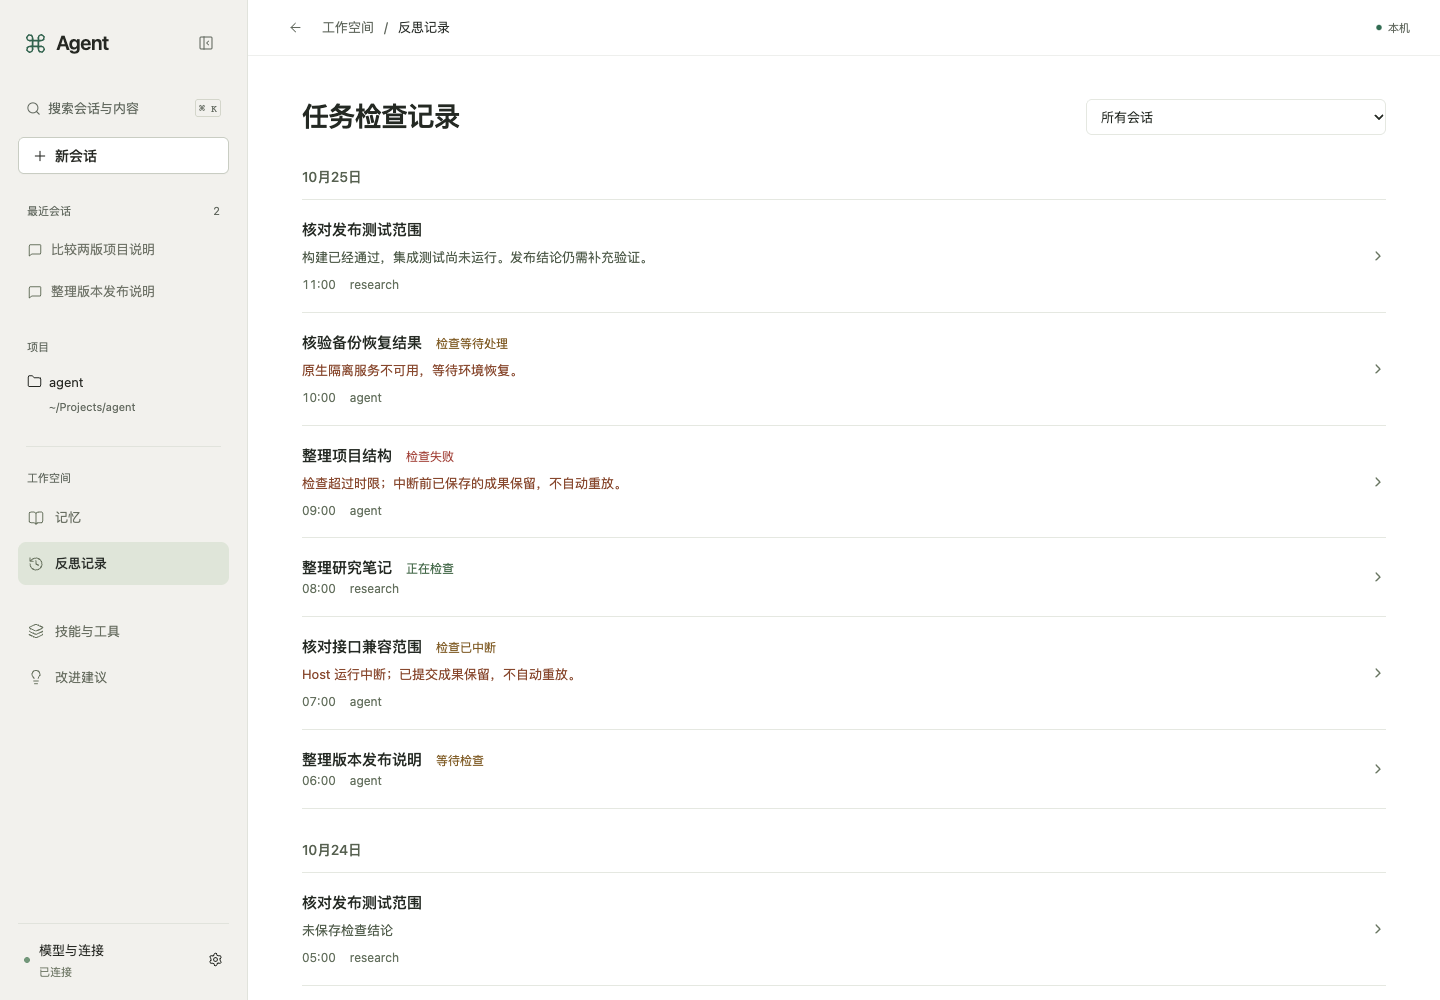 Agent
搜索会话与内容
⌘ K
新会话
最近会话 2
比较两版项目说明
整理版本发布说明
项目
agent
~/Projects/agent
工作空间
记忆
反思记录
技能与工具
改进建议
模型与连接
已连接
工作空间 / 反思记录
本机
任务检查记录
所有会话
10月25日
核对发布测试范围
构建已经通过，集成测试尚未运行。发布结论仍需补充验证。
11:00 research
核验备份恢复结果 检查等待处理
原生隔离服务不可用，等待环境恢复。
10:00 agent
整理项目结构 检查失败
检查超过时限；中断前已保存的成果保留，不自动重放。
09:00 agent
整理研究笔记 正在检查
08:00 research
核对接口兼容范围 检查已中断
Host 运行中断；已提交成果保留，不自动重放。
07:00 agent
整理版本发布说明 等待检查
06:00 agent
10月24日
核对发布测试范围
未保存检查结论
05:00 research